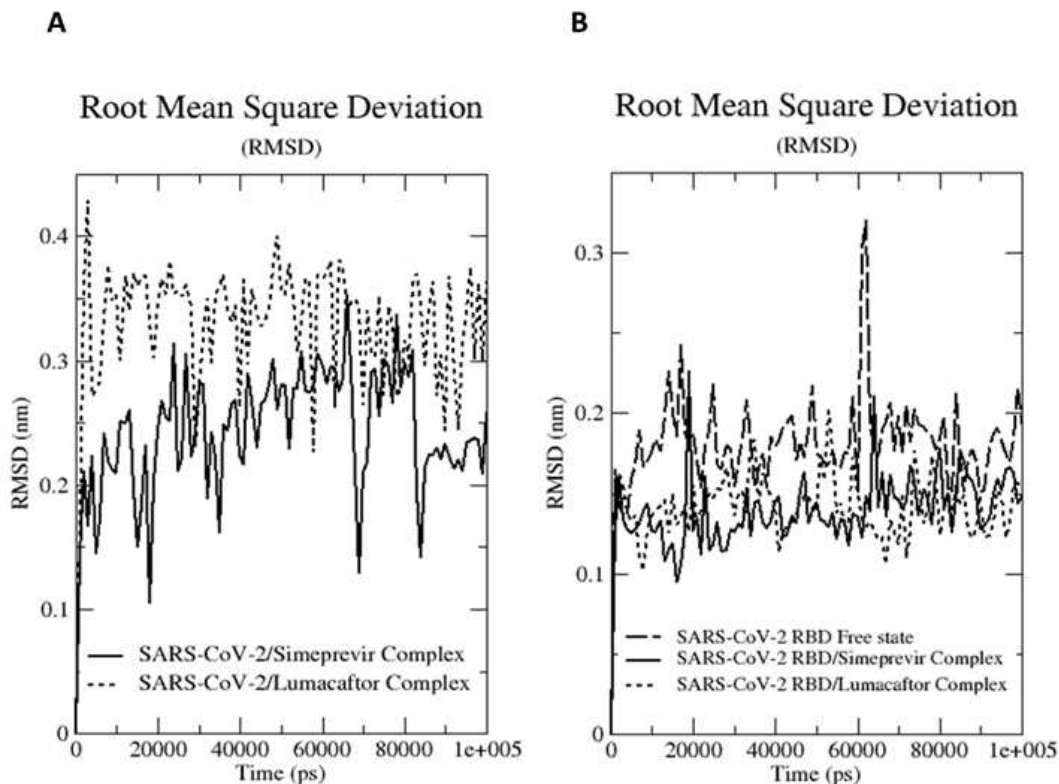 A
Root Mean Square Deviation
(RMSD)
RMSD (nm)
0.4
0.3
0.2
0.1
0
SARS-CoV-2/Simeprevir Complex
SARS-CoV-2/Lumacaftor Complex
0
20000
40000
60000
80000
1e+005
Time (ps)
B
Root Mean Square Deviation
(RMSD)
RMSD (nm)
0.3
0.2
0.1
0
SARS-CoV-2 RBD Free state
SARS-CoV-2 RBD/Simeprevir Complex
SARS-CoV-2 RBD/Lumacaftor Complex
0
20000
40000
60000
80000
1e+005
Time (ps)